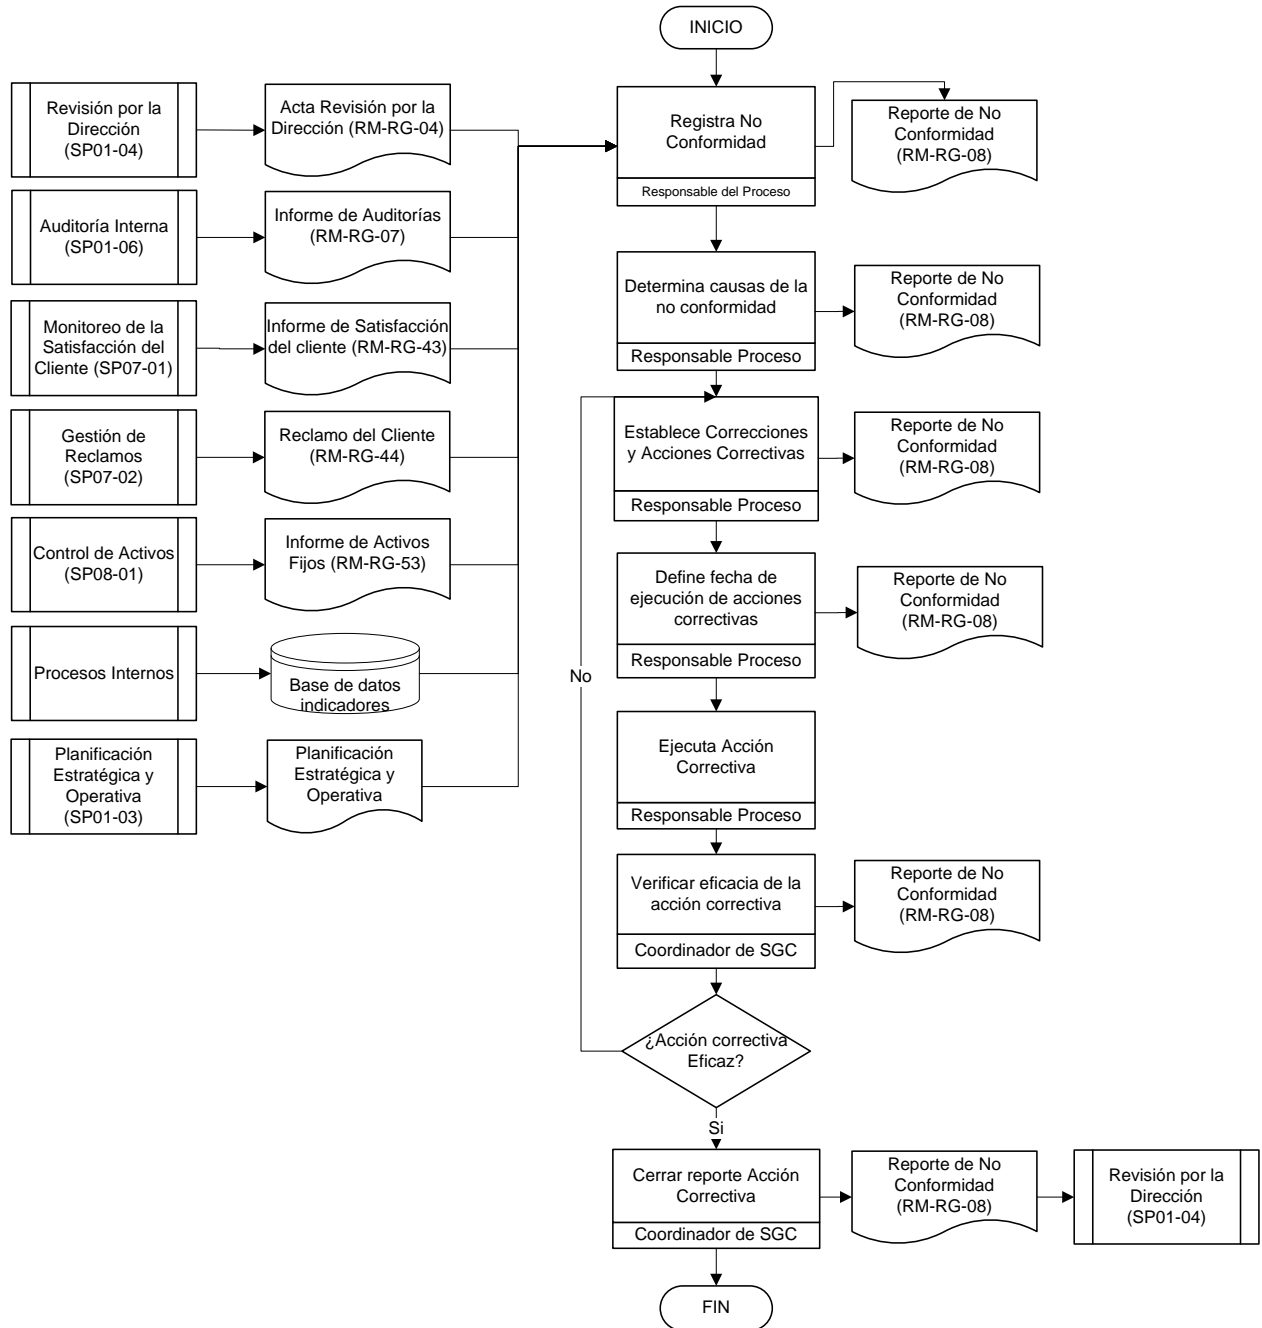 INICIO
Revisión por la
Dirección
(SP01-04)
Acta Revisión por la
Dirección (RM-RG-04)
Registra No
Conformidad
Responsable del Proceso
Reporte de No
Conformidad
(RM-RG-08)
Auditoría Interna
(SP01-06)
Informe de Auditorías
(RM-RG-07)
Determina causas de la
no conformidad
Responsable Proceso
Reporte de No
Conformidad
(RM-RG-08)
Monitoreo de la
Satisfacción del
Cliente (SP07-01)
Informe de Satisfacción
del cliente (RM-RG-43)
Establece Correcciones
y Acciones Correctivas
Responsable Proceso
Reporte de No
Conformidad
(RM-RG-08)
Gestión de
Reclamos
(SP07-02)
Reclamo del Cliente
(RM-RG-44)
Control de Activos
(SP08-01)
Informe de Activos
Fijos (RM-RG-53)
Define fecha de
ejecución de acciones
correctivas
Responsable Proceso
Reporte de No
Conformidad
(RM-RG-08)
Procesos Internos
Base de datos
indicadores
No
Planificación
Estratégica y
Operativa
(SP01-03)
Planificación
Estratégica y
Operativa
Ejecuta Acción
Correctiva
Responsable Proceso
Verificar eficacia de la
acción correctiva
Coordinador de SGC
Reporte de No
Conformidad
(RM-RG-08)
¿Acción correctiva
Eficaz?
Si
Cerrar reporte Acción
Correctiva
Coordinador de SGC
Reporte de No
Conformidad
(RM-RG-08)
Revisión por la
Dirección
(SP01-04)
FIN